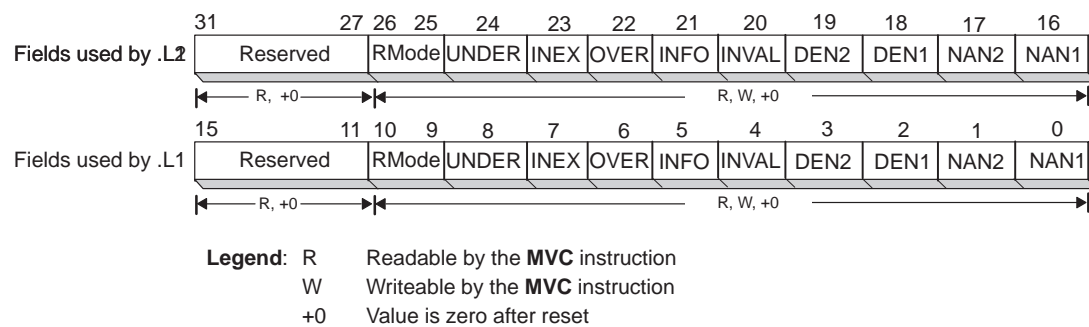 31 27 26 25 24 23 22 21 20 19 18 17 16
Fields used by .L2 Reserved RMode UNDER INEX OVER INFO INVAL DEN2 DEN1 NAN2 NAN1
R, +0 R, W, +0
15 11 10 9 8 7 6 5 4 3 2 1 0
Fields used by .L1 Reserved RMode UNDER INEX OVER INFO INVAL DEN2 DEN1 NAN2 NAN1
R, +0 R, W, +0
Legend: R Readable by the MVC instruction
W Writeable by the MVC instruction
+0 Value is zero after reset